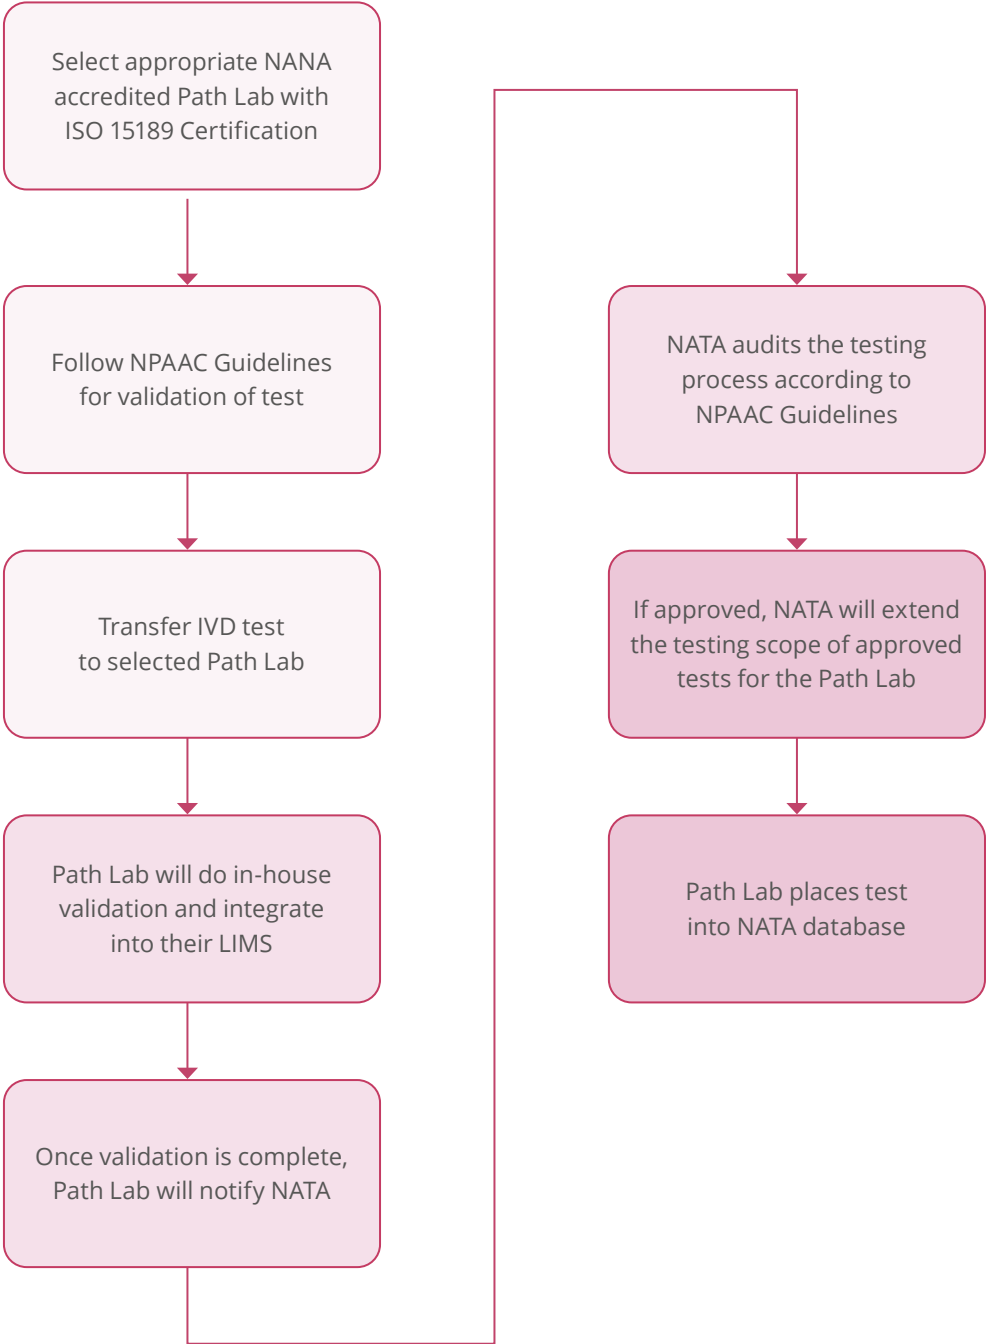 Select appropriate NANA
accredited Path Lab with
ISO 15189 Certification
Follow NPAAC Guidelines
for validation of test
Transfer IVD test
to selected Path Lab
Path Lab will do in-house
validation and integrate
into their LIMS
Once validation is complete,
Path Lab will notify NATA
NATA audits the testing
process according to
NPAAC Guidelines
If approved, NATA will extend
the testing scope of approved
tests for the Path Lab
Path Lab places test
into NATA database